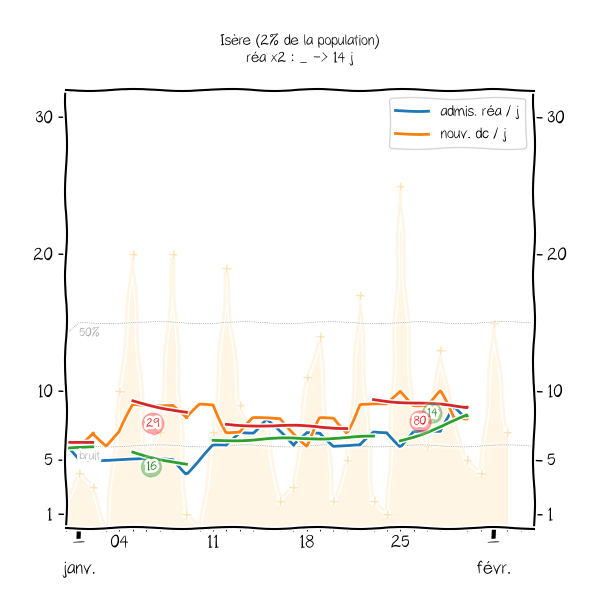 Isère (2% de la population)
réa x2 : _ -> 14 j
admis. réa / j
nouv. dc / j
30
30
20
20
50%
10
10
14
80
29
bruit
5
5
16
1
1
04
11
18
25
janv.
févr.